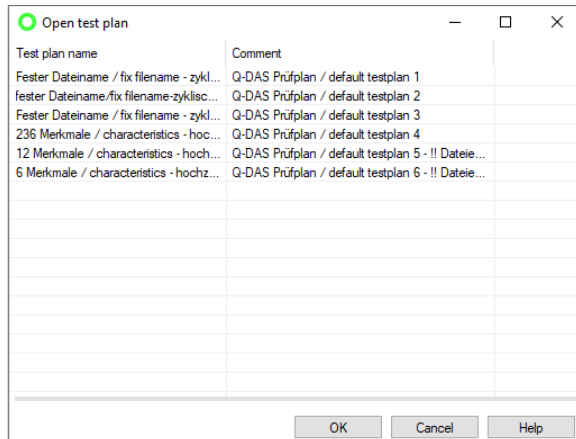 Open test plan
Test plan name Comment
Fester Dateiname / fix filename - zykl... Q-DAS Prüfplan / default testplan 1
fester Dateiname/fix filename-zyklisc... Q-DAS Prüfplan / default testplan 2
Fester Dateiname / fix filename - zykl... Q-DAS Prüfplan / default testplan 3
236 Merkmale / characteristics - hoc... Q-DAS Prüfplan / default testplan 4
12 Merkmale / characteristics - hoch... Q-DAS Prüfplan / default testplan 5 - !! Dateie...
6 Merkmale / characteristics - hochz... Q-DAS Prüfplan / default testplan 6 - !! Dateie...
OK Cancel Help